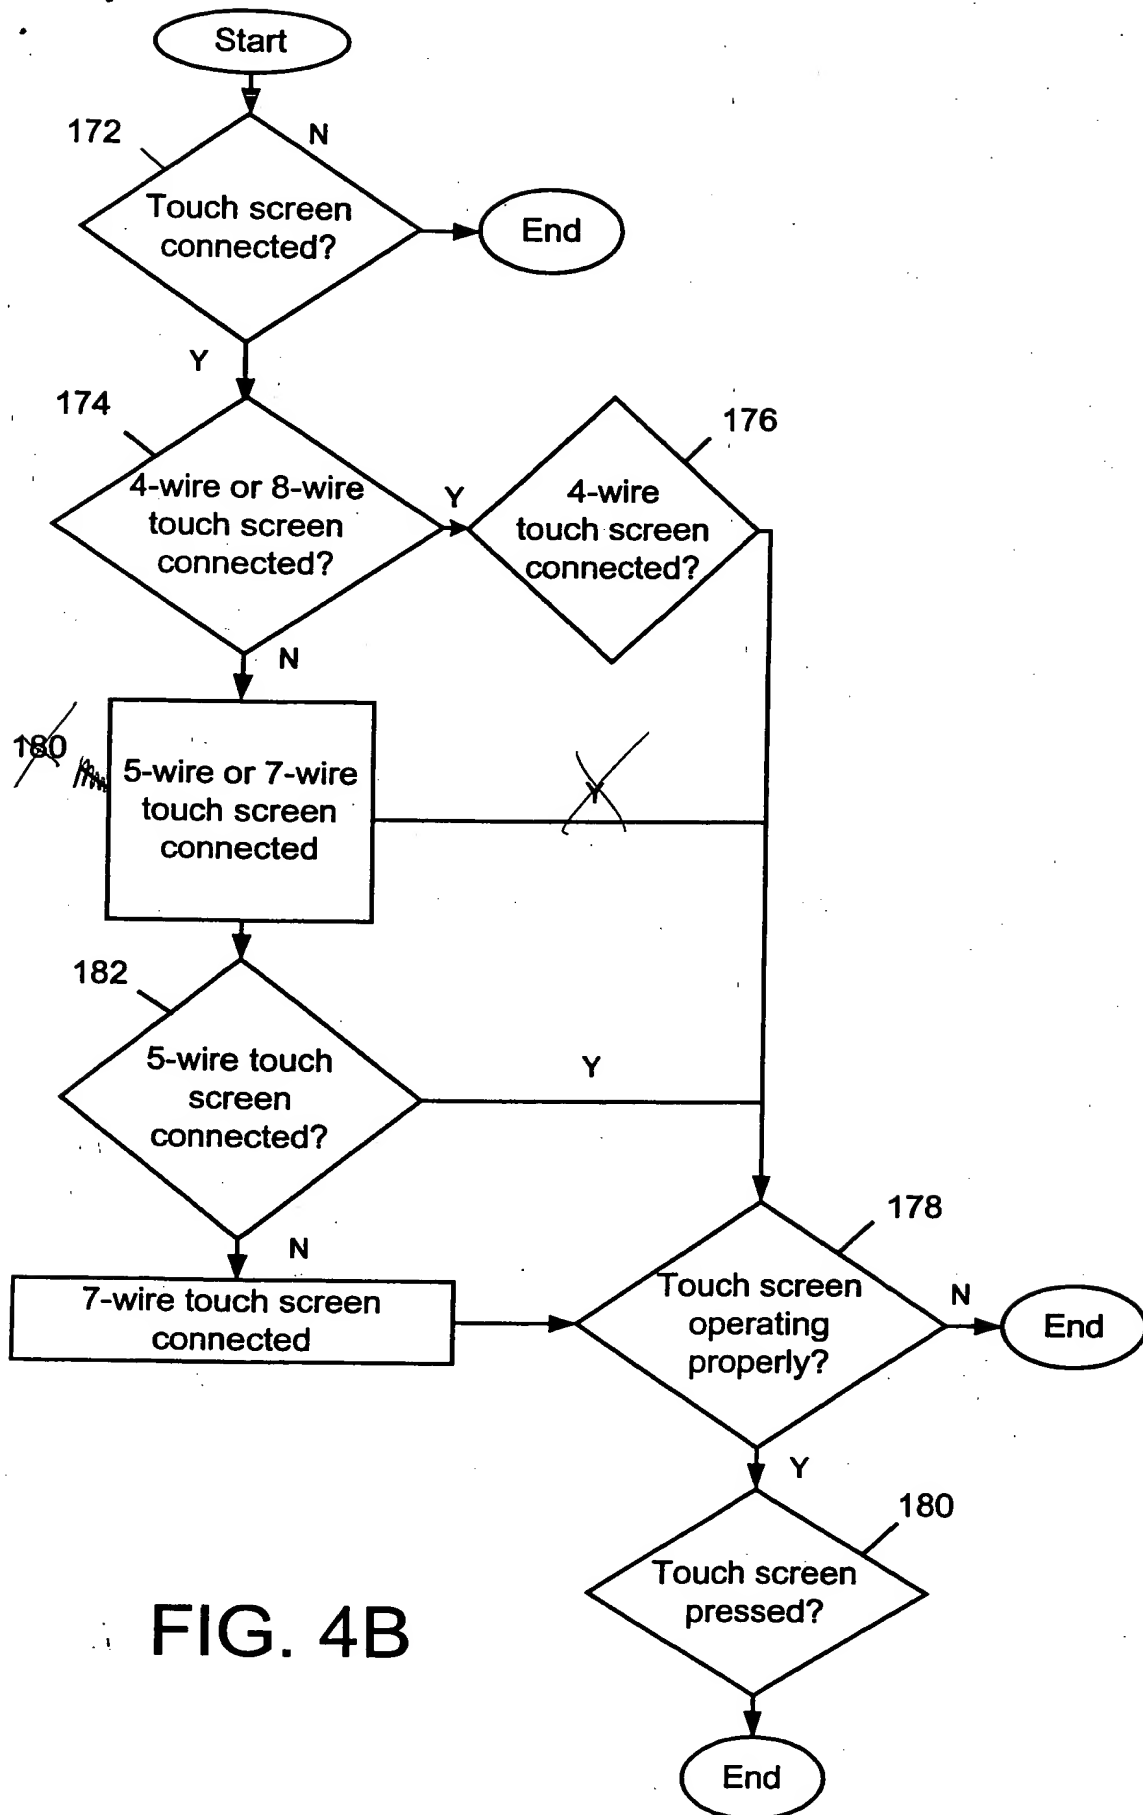 Start
172
N
Touch screen
connected?
End
Y
174
176
4-wire or 8-wire
touch screen
connected?
Y
4-wire
touch screen
connected?
N
180
5-wire or 7-wire
touch screen
connected
Y
182
5-wire touch
screen
connected?
Y
N
178
7-wire touch screen
connected
Touch screen
operating
properly?
N
End
Y
180
Touch screen
pressed?
FIG. 4B
End